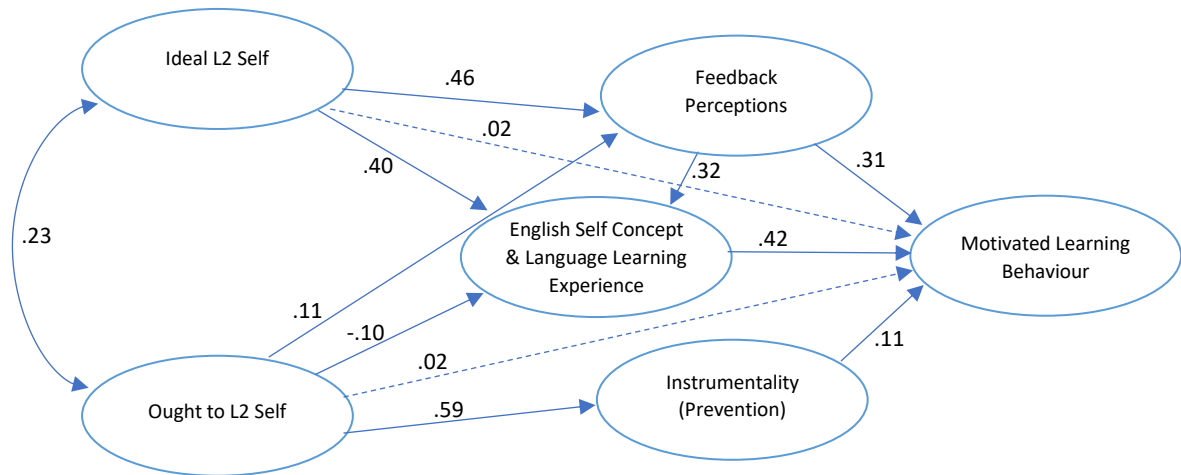 Ideal L2 Self
Feedback
Perceptions
.46
.02
.40
.32
.31
.23
English Self Concept
& Language Learning
Experience
.42
Motivated Learning
Behaviour
.11
-.10
.02
.11
Ought to L2 Self
.59
Instrumentality
(Prevention)